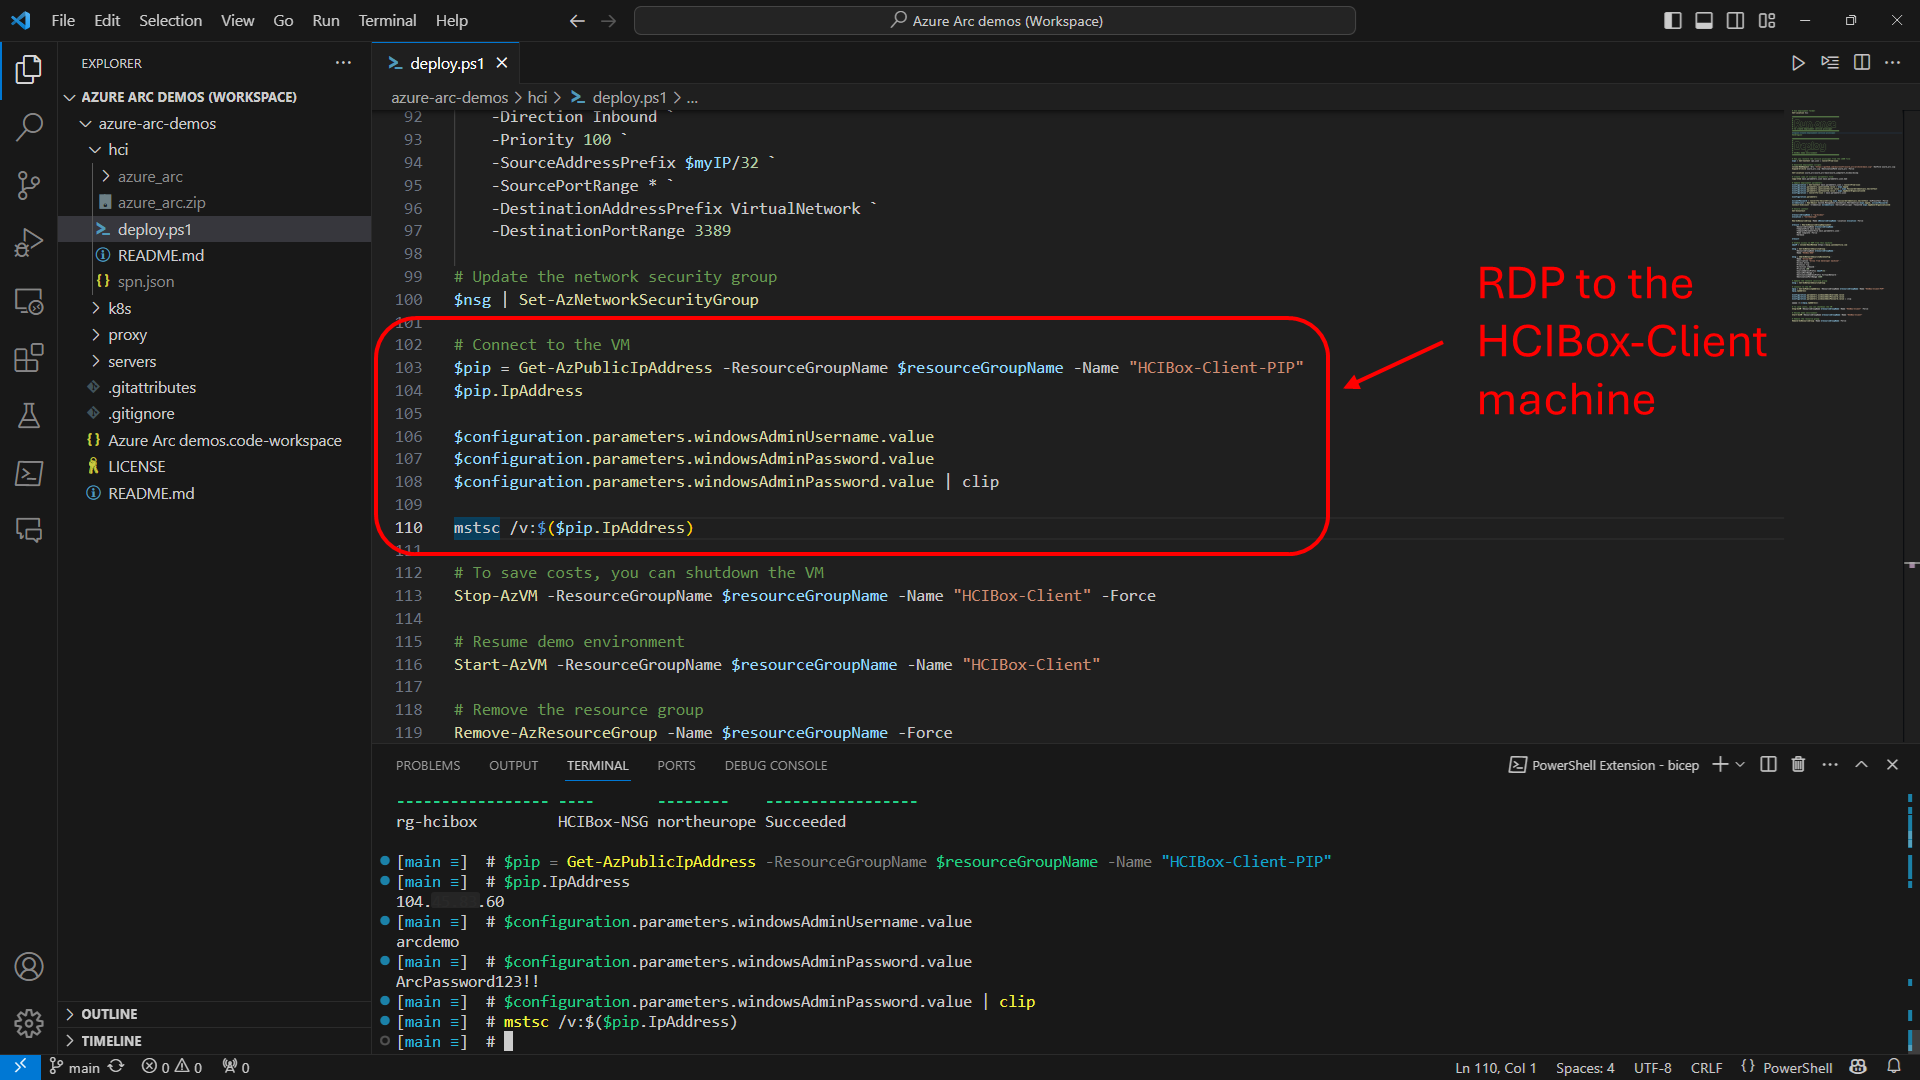 File Edit Selection View Go Run Terminal Help
Azure Arc demos (Workspace)
EXPLORER
AZURE ARC DEMOS (WORKSPACE)
azure-arc-demos
hci
azure_arc
azure_arc.zip
deploy.ps1
README.md
spn.json
k8s
proxy
servers
.gitattributes
.gitignore
Azure Arc demos.code-workspace
LICENSE
README.md
OUTLINE
TIMELINE
deploy.ps1
azure-arc-demos > hci > deploy.ps1 > ...
92 -Direction Inbound `
93 -Priority 100 `
94 -SourceAddressPrefix $myIP/32 `
95 -SourcePortRange * `
96 -DestinationAddressPrefix VirtualNetwork `
97 -DestinationPortRange 3389
98
99 # Update the network security group
100 $nsg | Set-AzNetworkSecurityGroup
101
102 # Connect to the VM
103 $pip = Get-AzPublicIpAddress -ResourceGroupName $resourceGroupName -Name "HCIBox-Client-PIP"
104 $pip.IpAddress
105
106 $configuration.parameters.windowsAdminUsername.value
107 $configuration.parameters.windowsAdminPassword.value
108 $configuration.parameters.windowsAdminPassword.value | clip
109
110 mstsc /v:$($pip.IpAddress)
111
112 # To save costs, you can shutdown the VM
113 Stop-AzVM -ResourceGroupName $resourceGroupName -Name "HCIBox-Client" -Force
114
115 # Resume demo environment
116 Start-AzVM -ResourceGroupName $resourceGroupName -Name "HCIBox-Client"
117
118 # Remove the resource group
119 Remove-AzResourceGroup -Name $resourceGroupName -Force
RDP to the
HCIBox-Client
machine
PROBLEMS OUTPUT TERMINAL PORTS DEBUG CONSOLE
PowerShell Extension - bicep
----------------- ---- -------- -----------------
rg-hcibox HCIBox-NSG northeurope Succeeded
[main ≡] # $pip = Get-AzPublicIpAddress -ResourceGroupName $resourceGroupName -Name "HCIBox-Client-PIP"
[main ≡] # $pip.IpAddress
104. .60
[main ≡] # $configuration.parameters.windowsAdminUsername.value
arcdemo
[main ≡] # $configuration.parameters.windowsAdminPassword.value
ArcPassword123!!
[main ≡] # $configuration.parameters.windowsAdminPassword.value | clip
[main ≡] # mstsc /v:$($pip.IpAddress)
[main ≡] #
main 0 0 0
Ln 110, Col 1 Spaces: 4 UTF-8 CRLF {} PowerShell